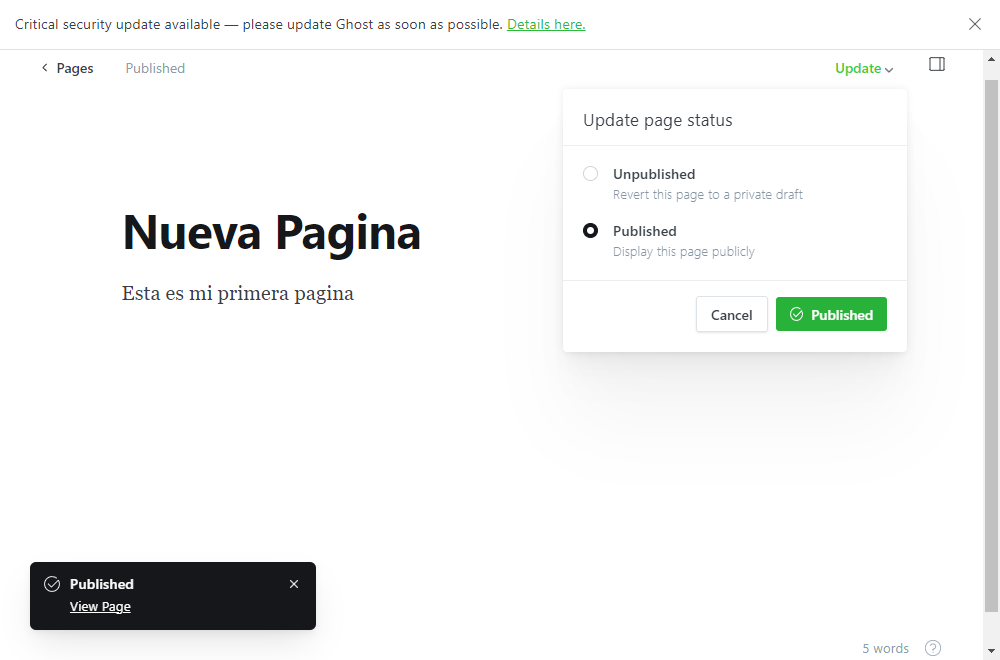 Critical security update available — please update Ghost as soon as possible. Details here.
Pages Published Update
Update page status
Unpublished
Revert this page to a private draft
Published
Display this page publicly
Cancel Published
Nueva Pagina
Esta es mi primera pagina
Published
View Page
5 words ?